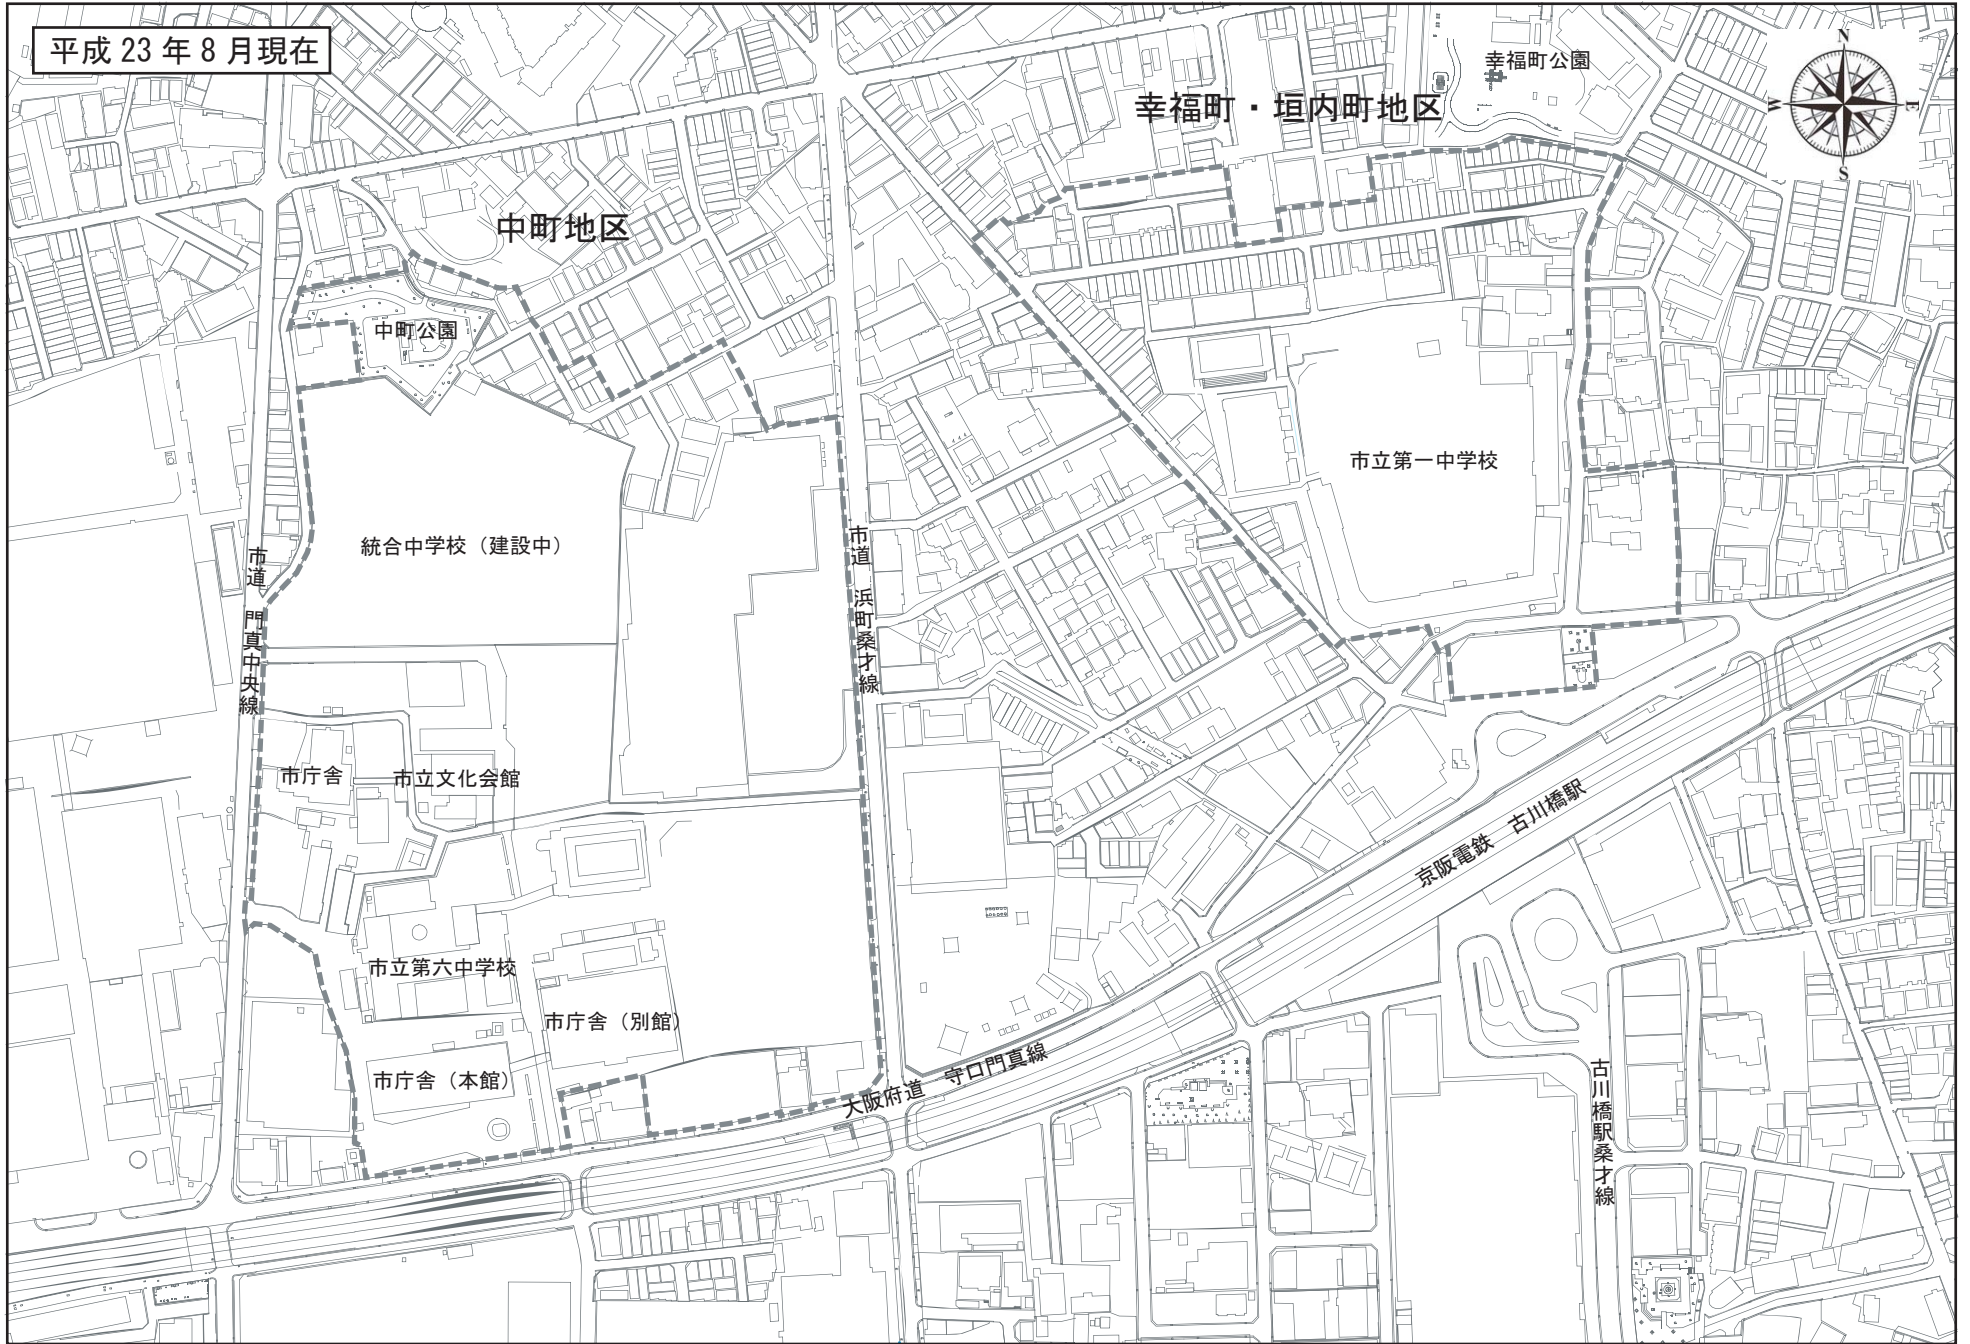 平成 23 年 8 月現在
幸福町公園
N
W
E
S
幸福町・垣内町地区
中町地区
中町公園
市立第一中学校
統合中学校（建設中）
市道　門真中央線
市道　浜町桑才線
市庁舎
市立文化会館
京阪電鉄　古川橋駅
市立第六中学校
市庁舎（別館）
市庁舎（本館）
大阪府道　守口門真線
古川橋駅桑才線